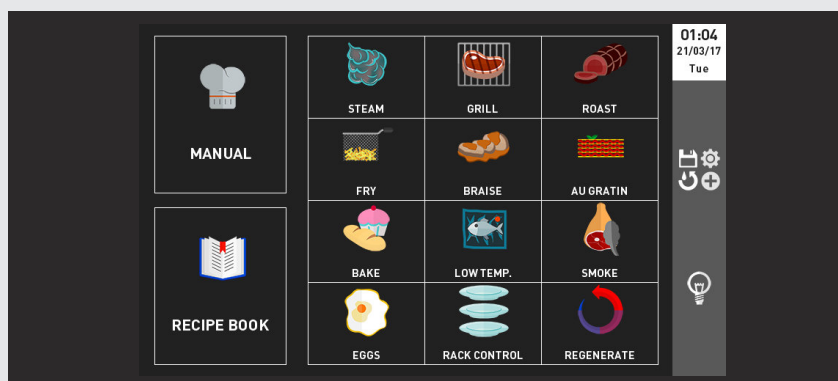 MANUAL
RECIPE BOOK
STEAM
GRILL
ROAST
FRY
BRAISE
AU GRATIN
BAKE
LOW TEMP.
SMOKE
EGGS
RACK CONTROL
REGENERATE
01:04
21/03/17
Tue